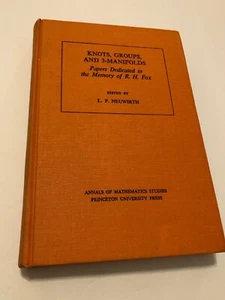 KNOTS, GROUPS,
AND 3-MANIFOLDS
Papers Dedicated to
the Memory of R. H. Fox
EDITED BY
L. P. NEUWIRTH
ANNALS OF MATHEMATICS STUDIES
PRINCETON UNIVERSITY PRESS